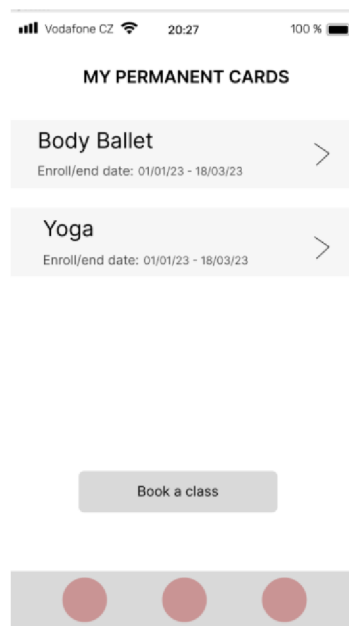 Vodafone CZ 20:27 100 %
MY PERMANENT CARDS
Body Ballet
Enroll/end date: 01/01/23 - 18/03/23
Yoga
Enroll/end date: 01/01/23 - 18/03/23
Book a class